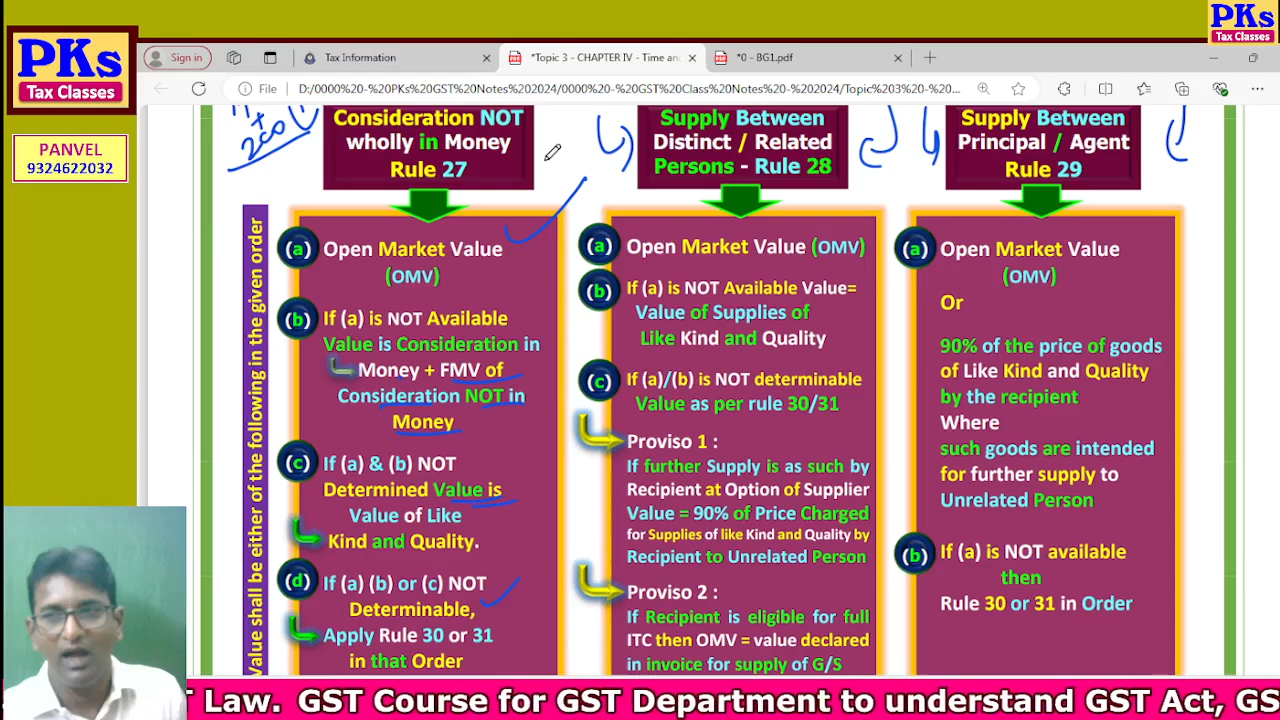 PKs
Tax Classes
PANVEL
9324622032
PKs
Tax Classes
Sign in
Tax Information
*Topic 3 - CHAPTER IV - Time an
*0 - BG1.pdf
File
D:/0000%20-%20PKs%20GST%20Notes%202024/0000%20-%20GST%20Class%20Notes%20-%202024/Topic%203%20-%20...
200
Consideration NOT
wholly in Money
Rule 27
Supply Between
Distinct / Related
Persons - Rule 28
Supply Between
Principal / Agent
Rule 29
Value shall be either of the following in the given order
(a) Open Market Value
(OMV)
(b) If (a) is NOT Available
Value is Consideration in
Money + FMV of
Consideration NOT in
Money
(c) If (a) & (b) NOT
Determined Value is
Value of Like
Kind and Quality.
(d) If (a) (b) or (c) NOT
Determinable,
Apply Rule 30 or 31
in that Order
(a) Open Market Value (OMV)
(b) If (a) is NOT Available Value=
Value of Supplies of
Like Kind and Quality
(c) If (a)/(b) is NOT determinable
Value as per rule 30/31
Proviso 1 :
If further Supply is as such by
Recipient at Option of Supplier
Value = 90% of Price Charged
for Supplies of like Kind and Quality by
Recipient to Unrelated Person
Proviso 2 :
If Recipient is eligible for full
ITC then OMV = value declared
in invoice for supply of G/S
(a) Open Market Value
(OMV)
Or
90% of the price of goods
of Like Kind and Quality
by the recipient
Where
such goods are intended
for further supply to
Unrelated Person
(b) If (a) is NOT available
then
Rule 30 or 31 in Order
T Law. GST Course for GST Department to understand GST Act, GS